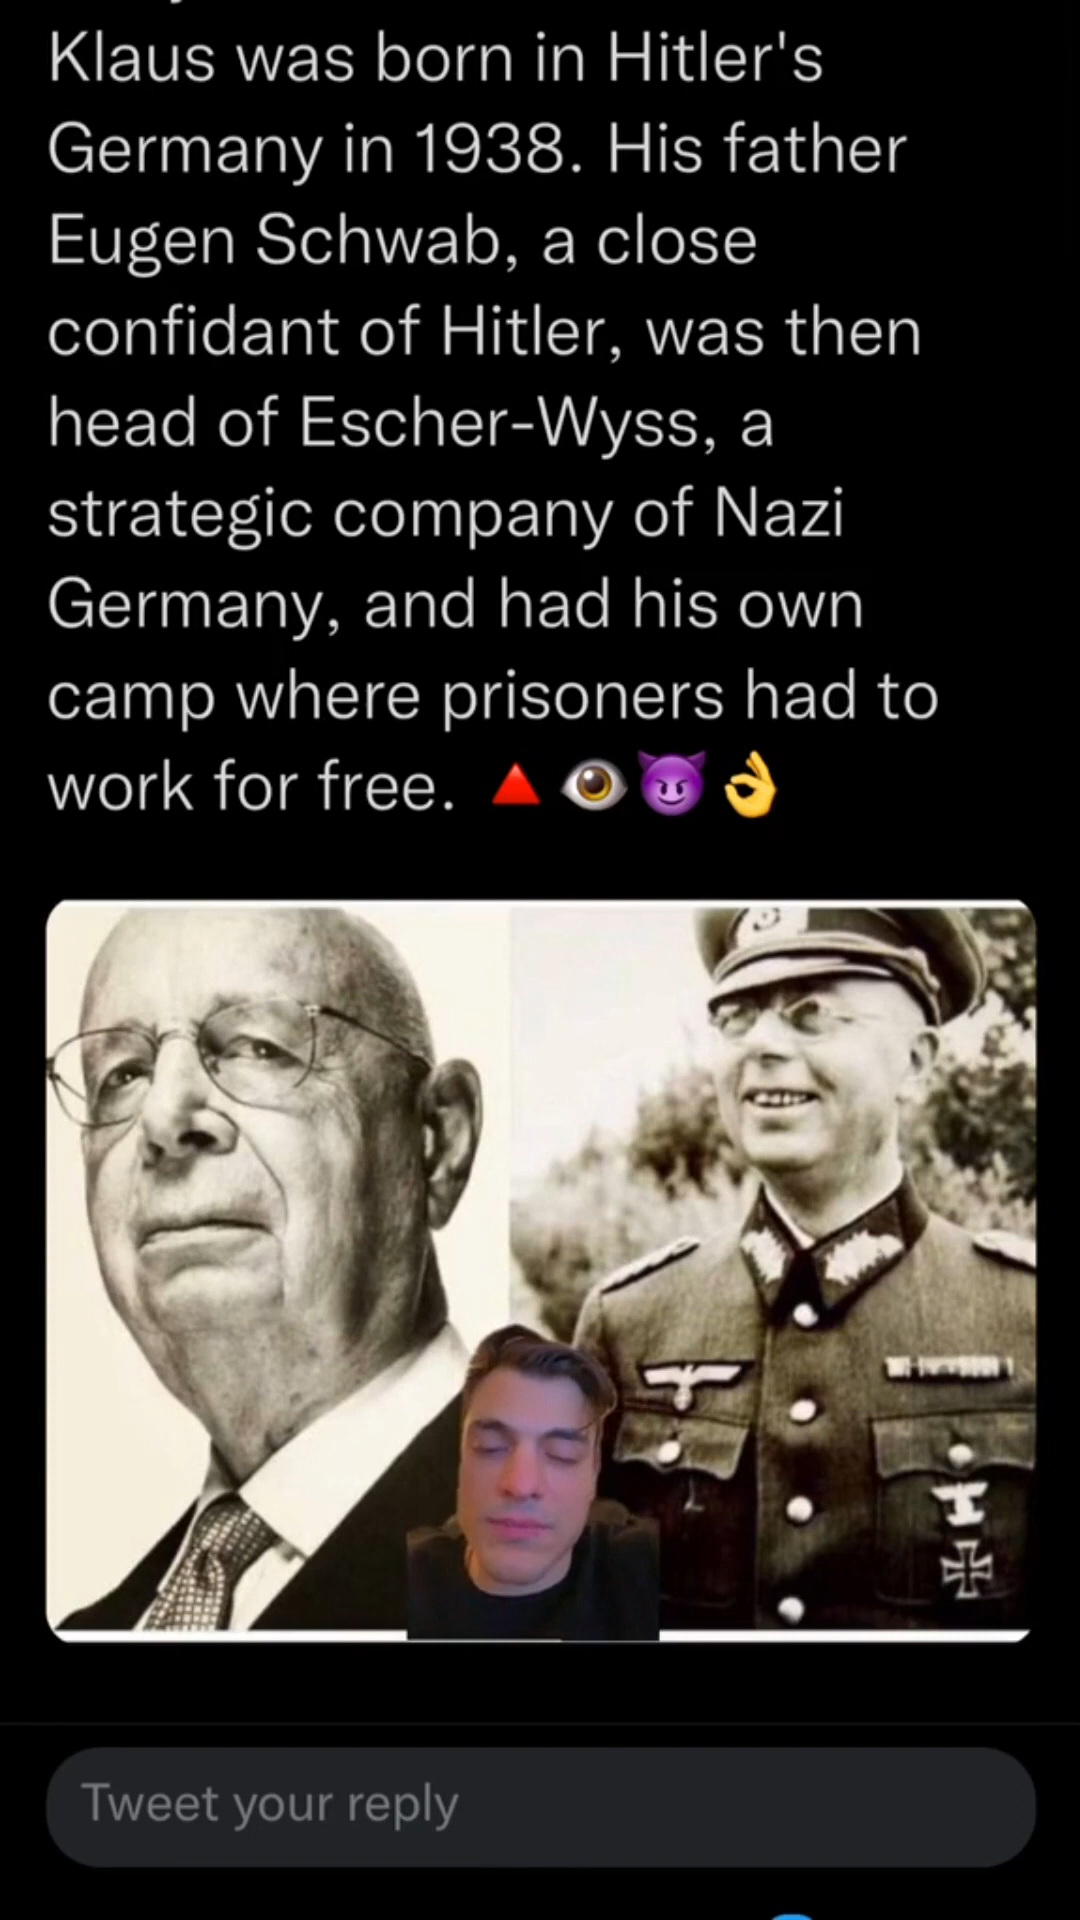 Klaus was born in Hitler's
Germany in 1938. His father
Eugen Schwab, a close
confidant of Hitler, was then
head of Escher-Wyss, a
strategic company of Nazi
Germany, and had his own
camp where prisoners had to
work for free. 🔺👁️😈👌
Tweet your reply